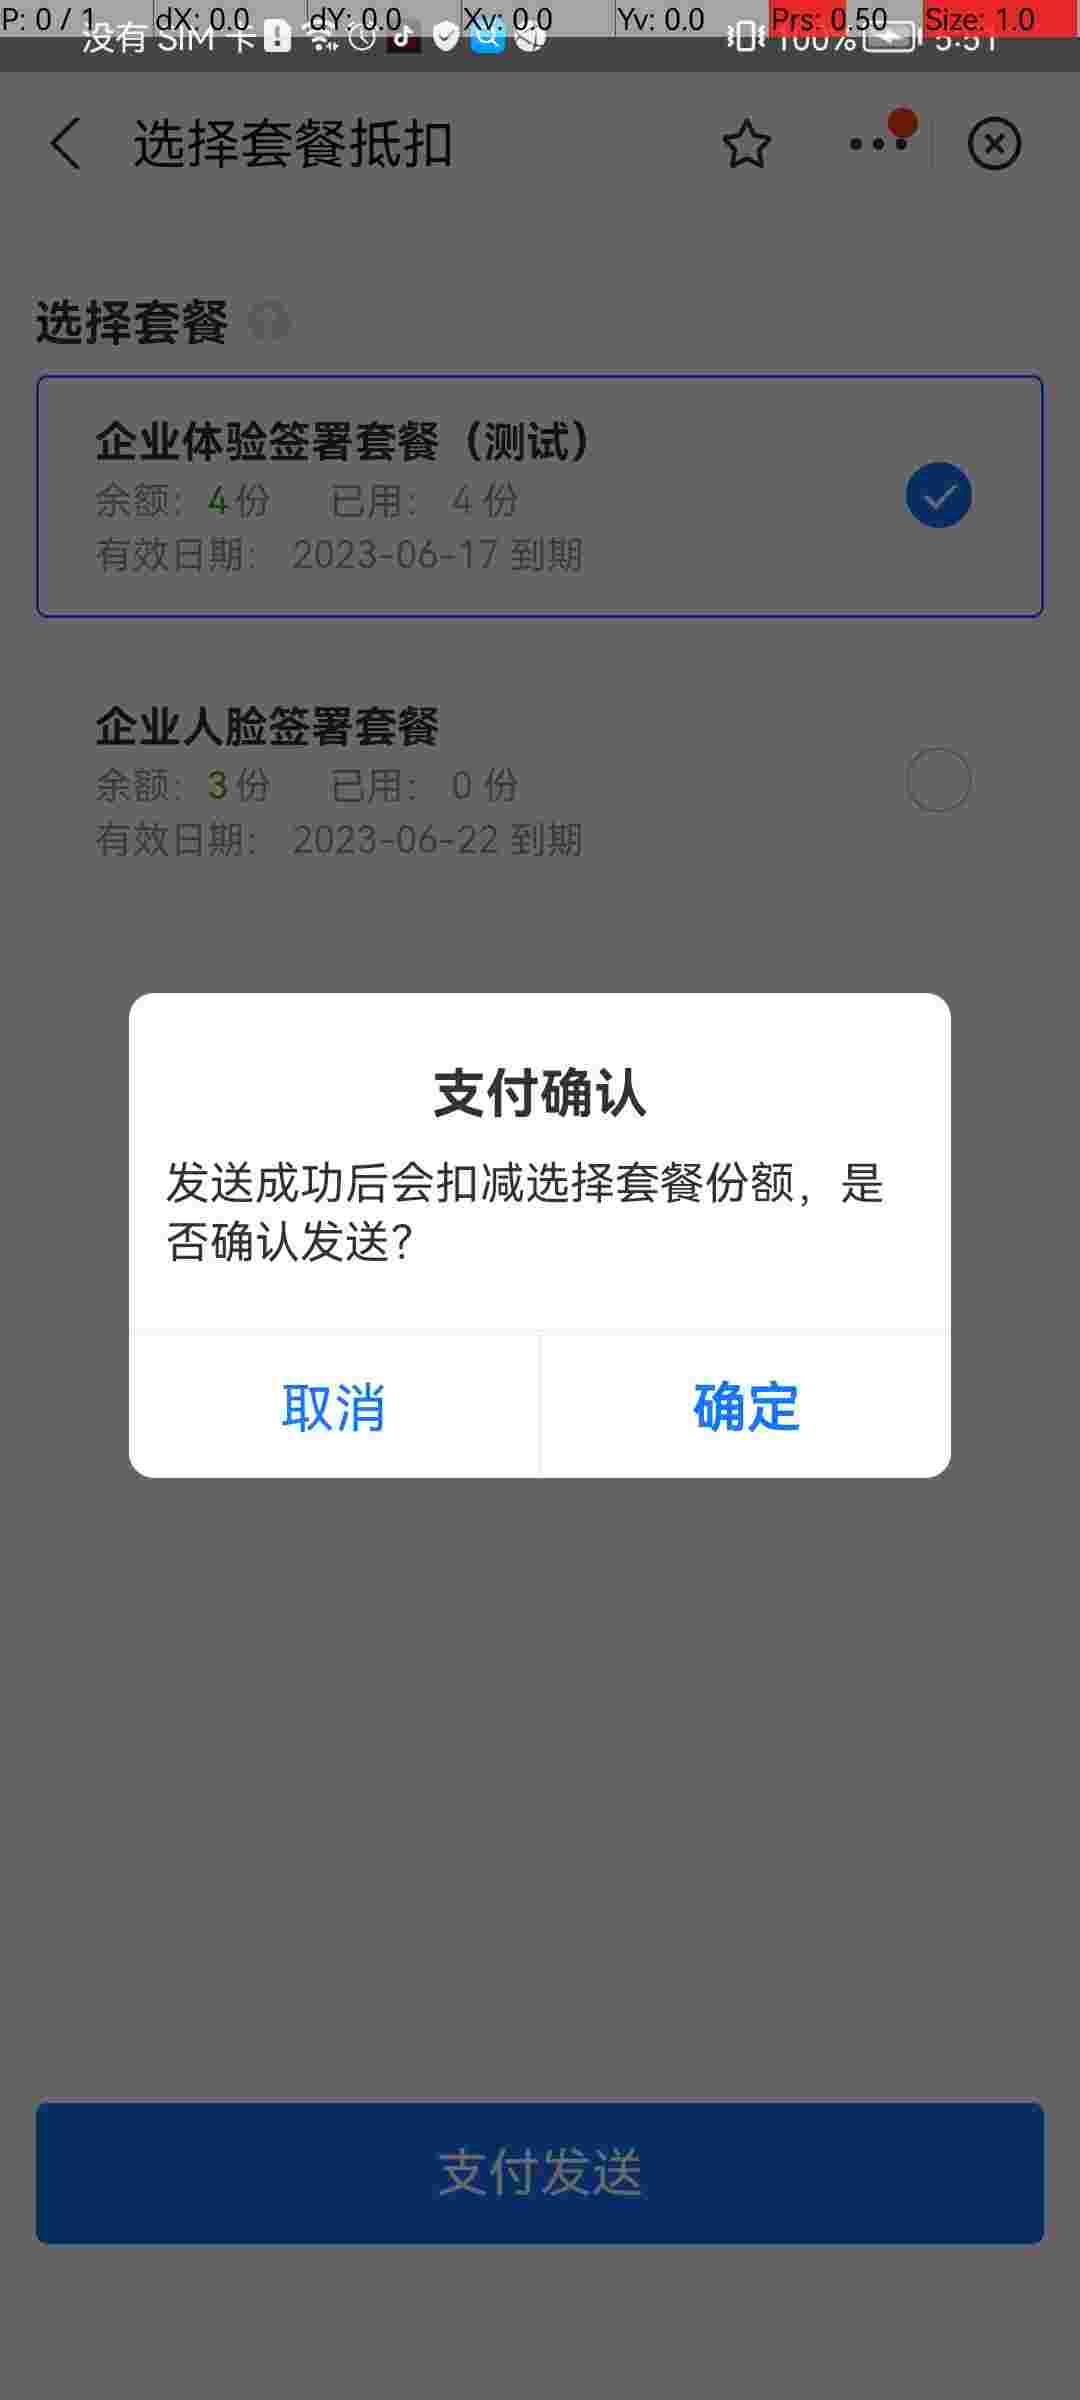 P: 0 / 1 dX: 0.0 dY: 0.0 Xv: 0.0 Yv: 0.0 Prs: 0.50 Size: 1.0
没有 SIM 卡 100% 5:51
选择套餐抵扣
选择套餐 ?
企业体验签署套餐（测试）
余额： 4 份 已用： 4 份
有效日期： 2023-06-17 到期
企业人脸签署套餐
余额： 3 份 已用： 0 份
有效日期： 2023-06-22 到期
支付确认
发送成功后会扣减选择套餐份额，是
否确认发送？
取消 确定
支付发送